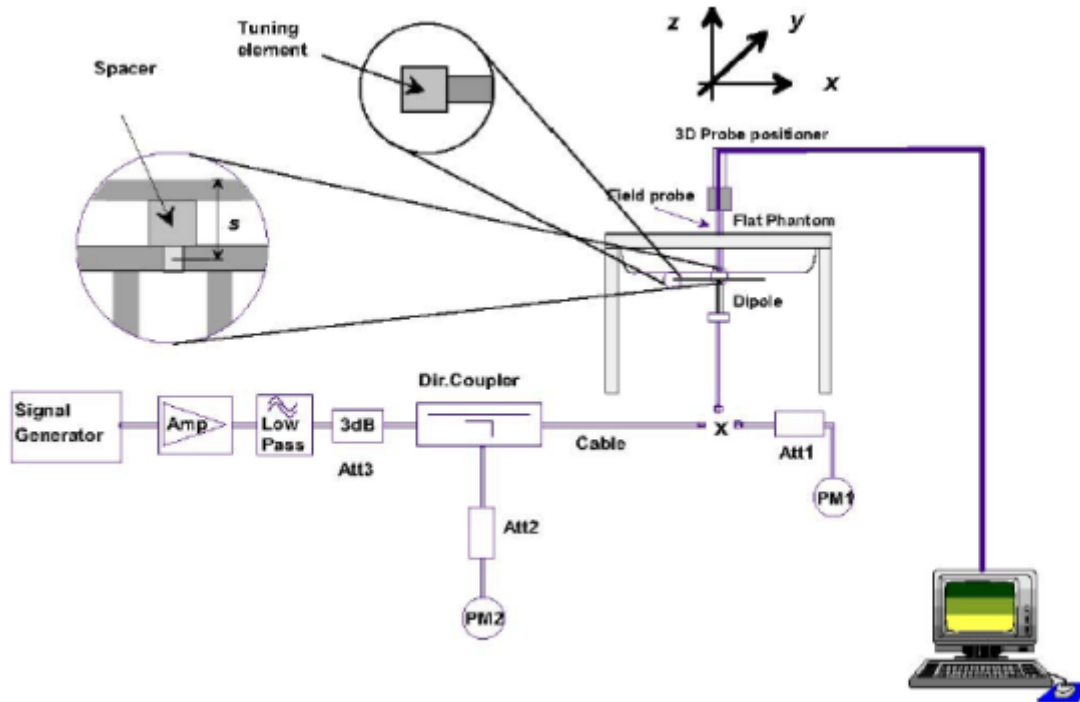 Tuning
element
Spacer
z
y
x
3D Probe positioner
Field probe
Flat Phantom
s
Dipole
Dir.Coupler
Signal
Generator
Amp
Low
Pass
3dB
Att3
Cable
x
Att1
PM1
Att2
PM2